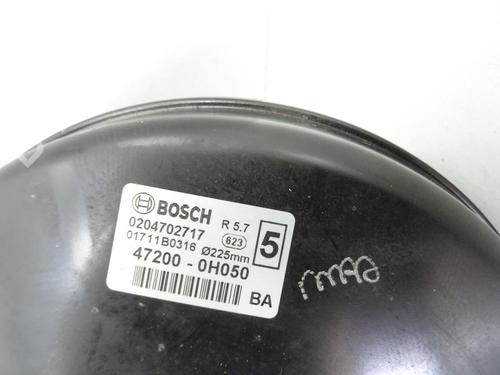 BOSCH R 5.7
0204702717 623 5
01711B0316 Ø225mm
47200 - 0H050
BA